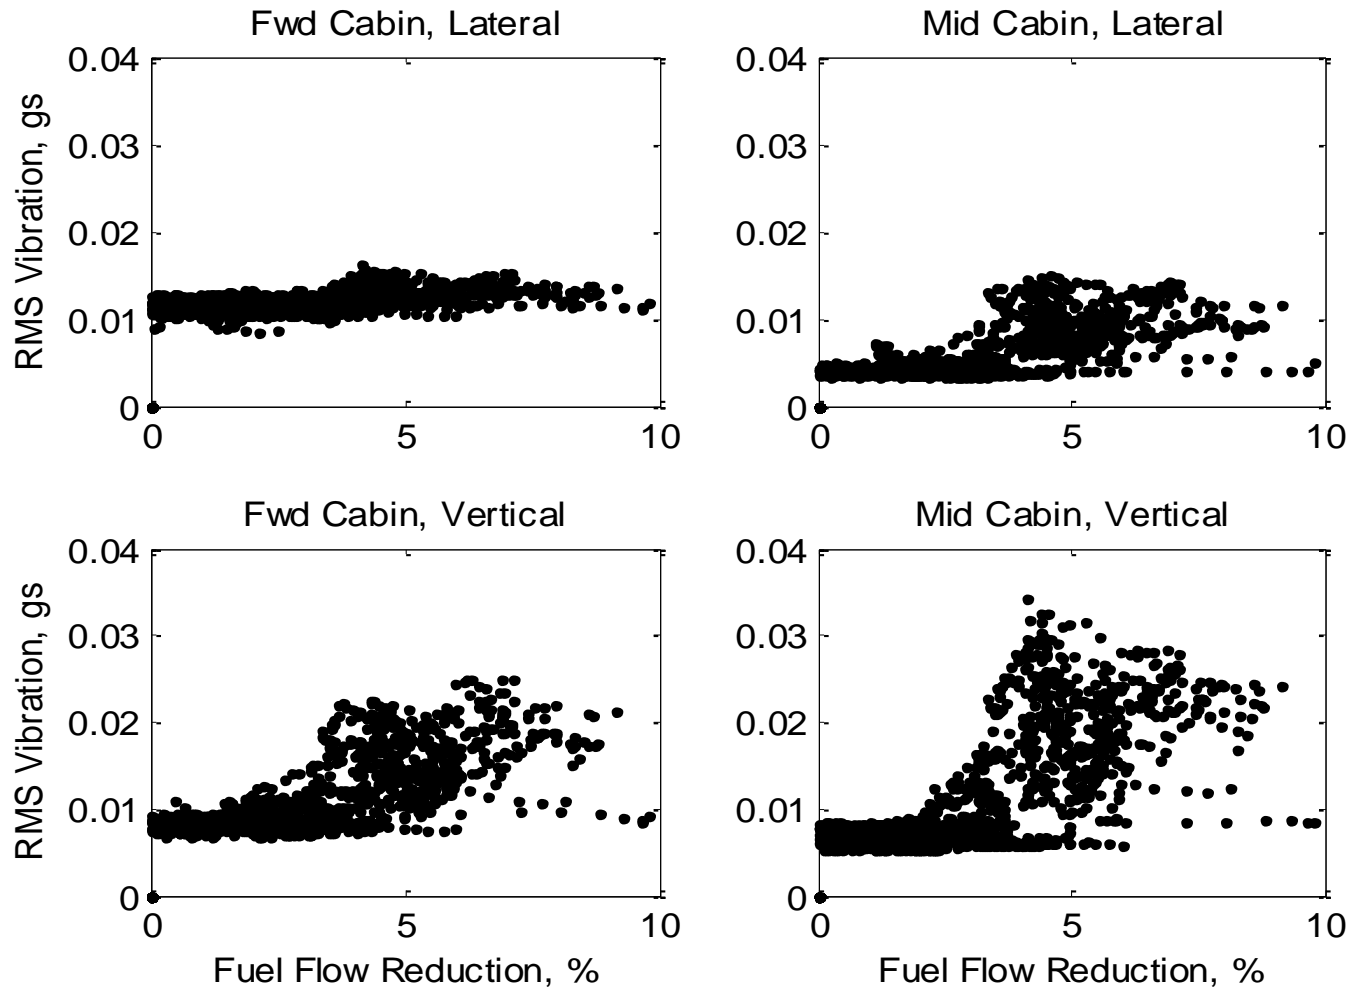 Fwd Cabin, Lateral
0.04
0.03
0.02
0.01
0
0 5 10
RMS Vibration, gs
Mid Cabin, Lateral
0.04
0.03
0.02
0.01
0
0 5 10
Fwd Cabin, Vertical
0.04
0.03
0.02
0.01
0
0 5 10
RMS Vibration, gs
Fuel Flow Reduction, %
Mid Cabin, Vertical
0.04
0.03
0.02
0.01
0
0 5 10
Fuel Flow Reduction, %